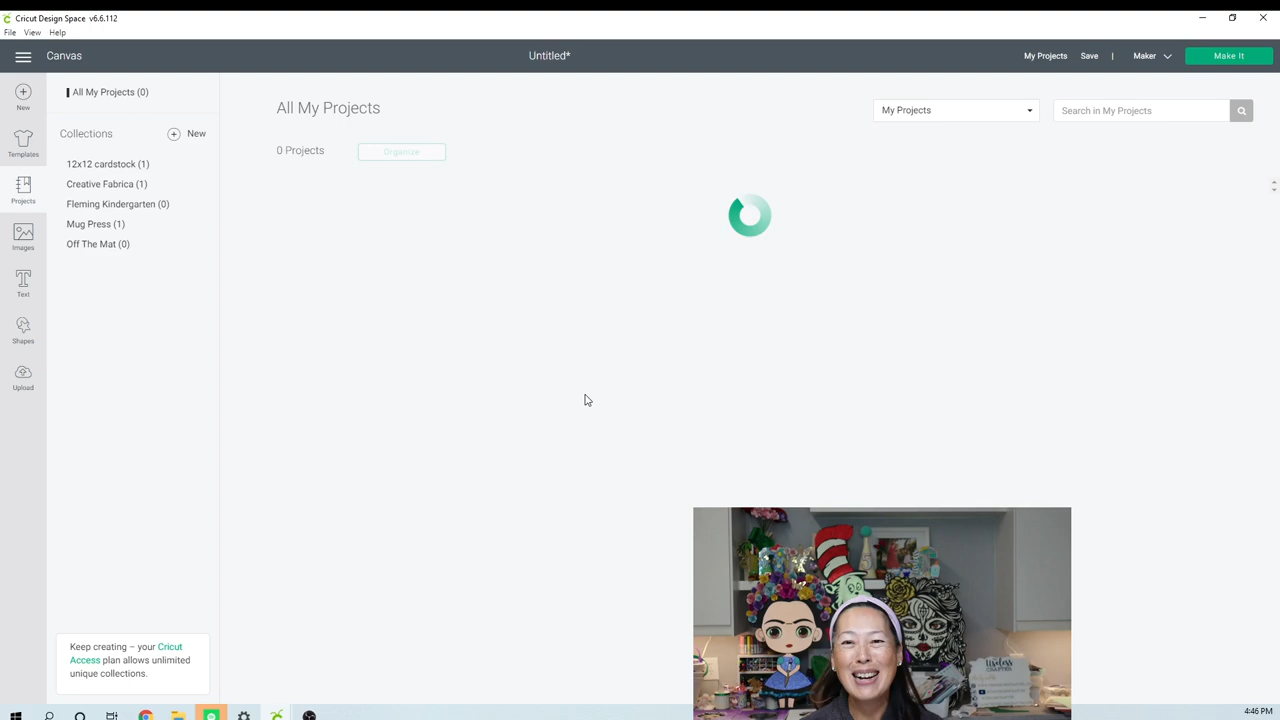 Cricut Design Space v6.6.112
File View Help
Canvas
Untitled*
My Projects Save | Maker Make It
New
Templates
Projects
Images
Text
Shapes
Upload
All My Projects (0)
Collections
New
12x12 cardstock (1)
Creative Fabrica (1)
Fleming Kindergarten (0)
Mug Press (1)
Off The Mat (0)
Keep creating – your Cricut
Access plan allows unlimited
unique collections.
All My Projects
My Projects
Search in My Projects
0 Projects
Organize
4:46 PM